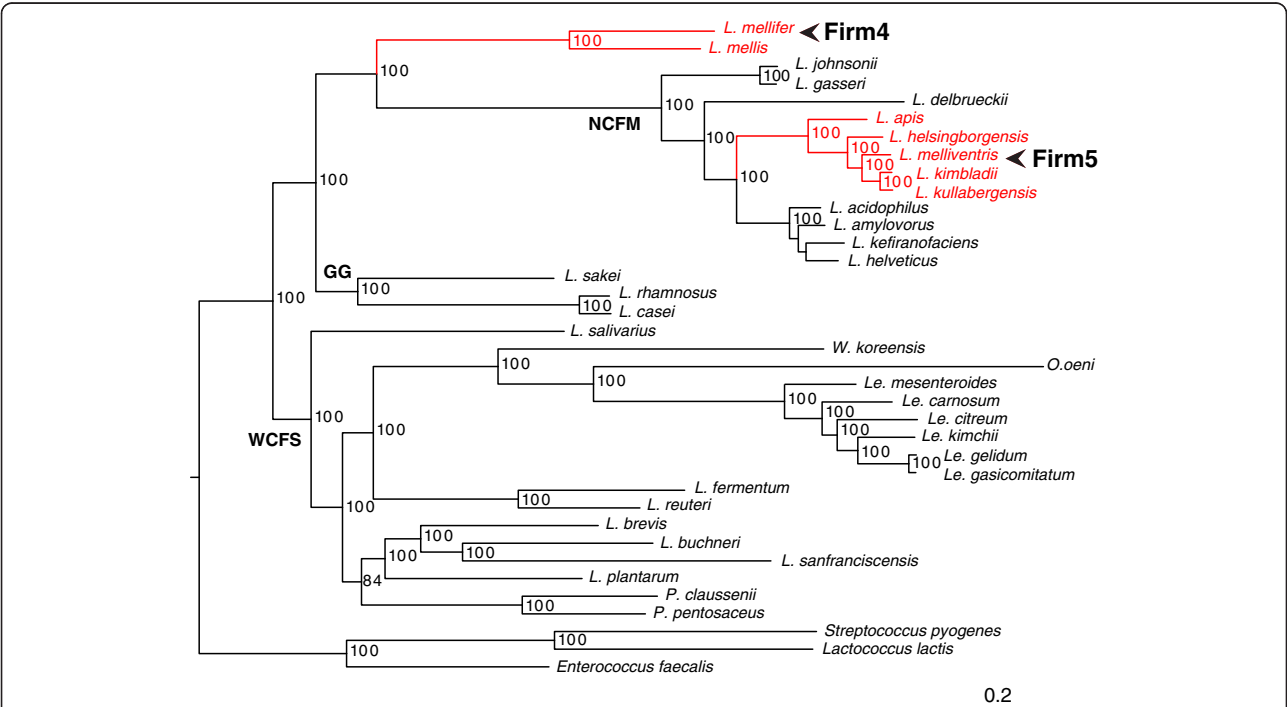 L. mellifer Firm4
100
L. mellis
100
L. johnsonii
100
L. gasseri
100
L. delbrueckii
NCFM
L. apis
100
100
L. helsingborgensis
100
L. melliventris Firm5
100
L. kimbladii
100
100
100
L. kullabergensis
L. acidophilus
100
L. amylovorus
L. kefiranofaciens
L. helveticus
GG
L. sakei
100
L. rhamnosus
100
100
L. casei
L. salivarius
W. koreensis
100
O.oeni
100
Le. mesenteroides
100
Le. carnosum
100
100
Le. citreum
WCFS
100
100
Le. kimchii
100
Le. gelidum
100
Le. gasicomitatum
L. fermentum
100
100
L. reuteri
L. brevis
100
L. buchneri
100
100
L. sanfranciscensis
84
L. plantarum
P. claussenii
100
P. pentosaceus
Streptococcus pyogenes
100
100
Lactococcus lactis
Enterococcus faecalis
0.2